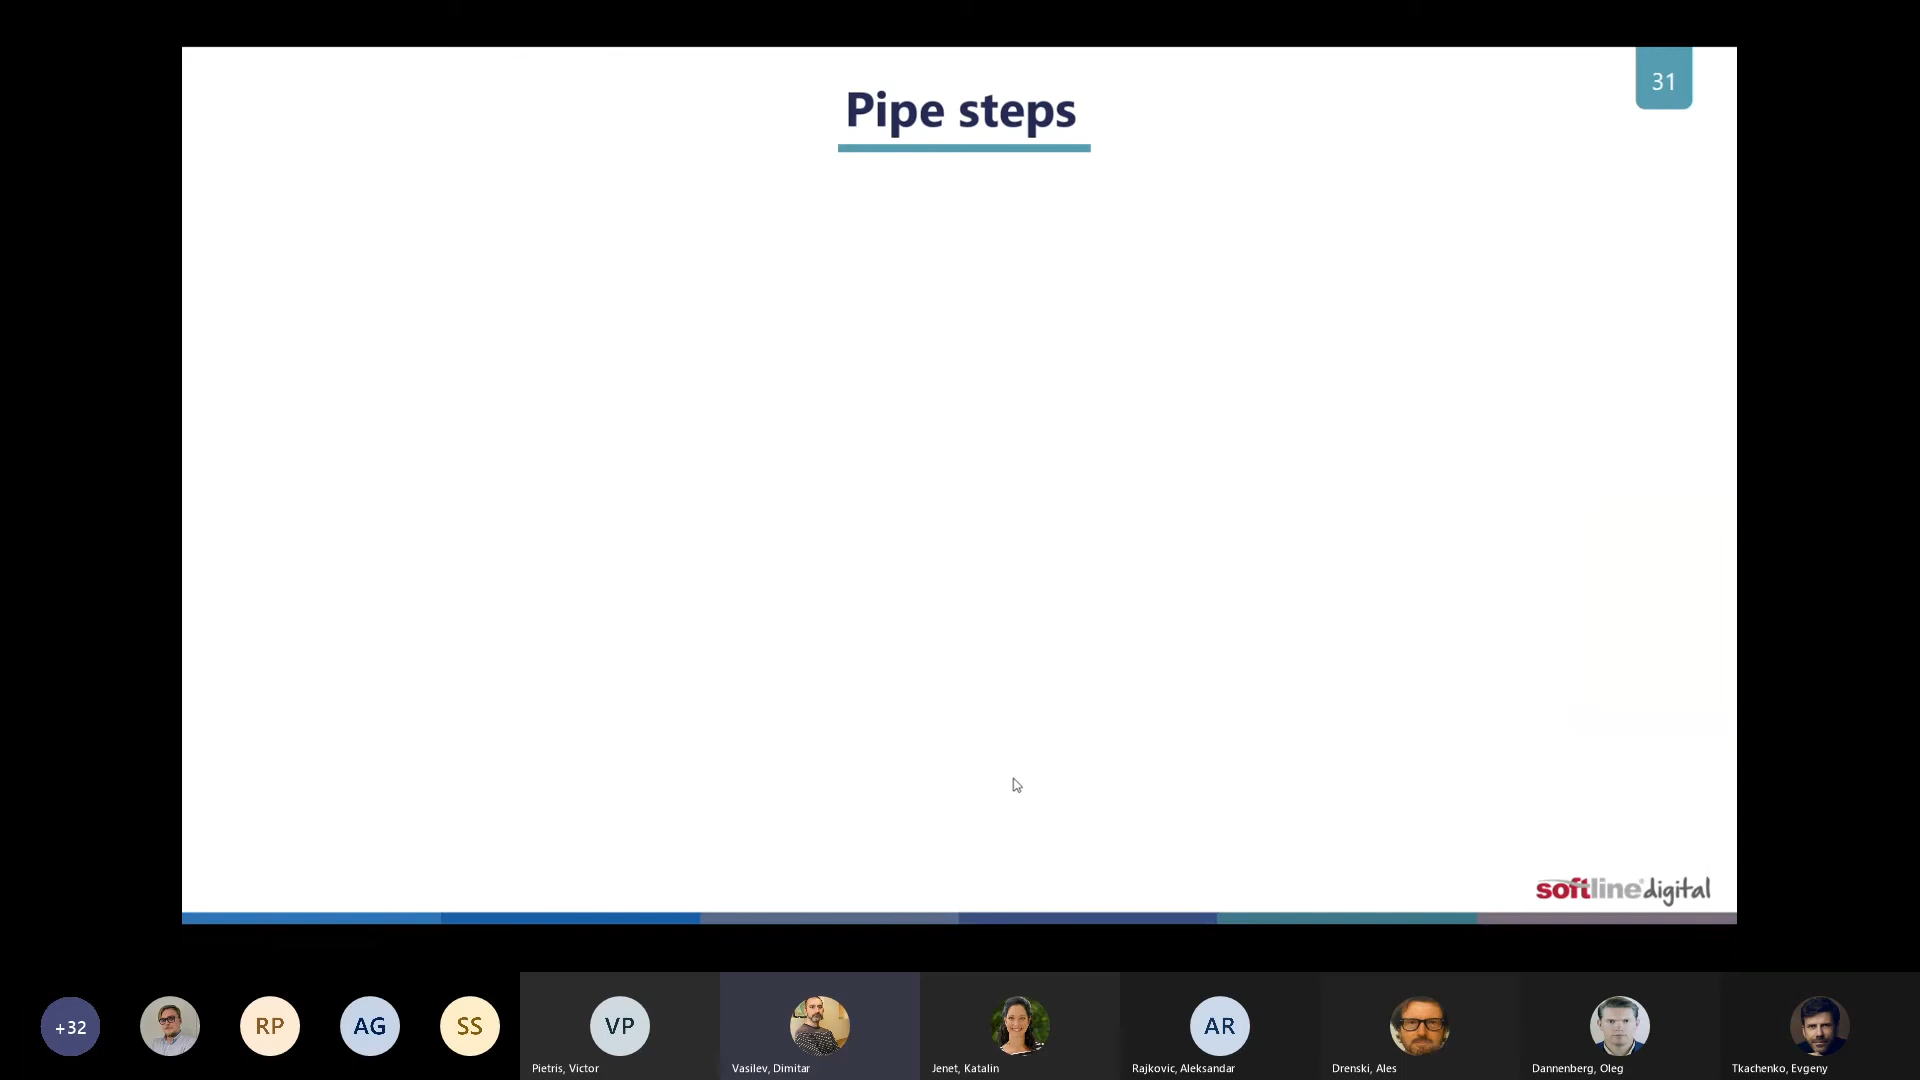 Pipe steps
31
softline® digital
+32
RP
AG
SS
VP
AR
Pietris, Victor
Vasilev, Dimitar
Jenet, Katalin
Rajkovic, Aleksandar
Drenski, Ales
Dannenberg, Oleg
Tkachenko, Evgeny